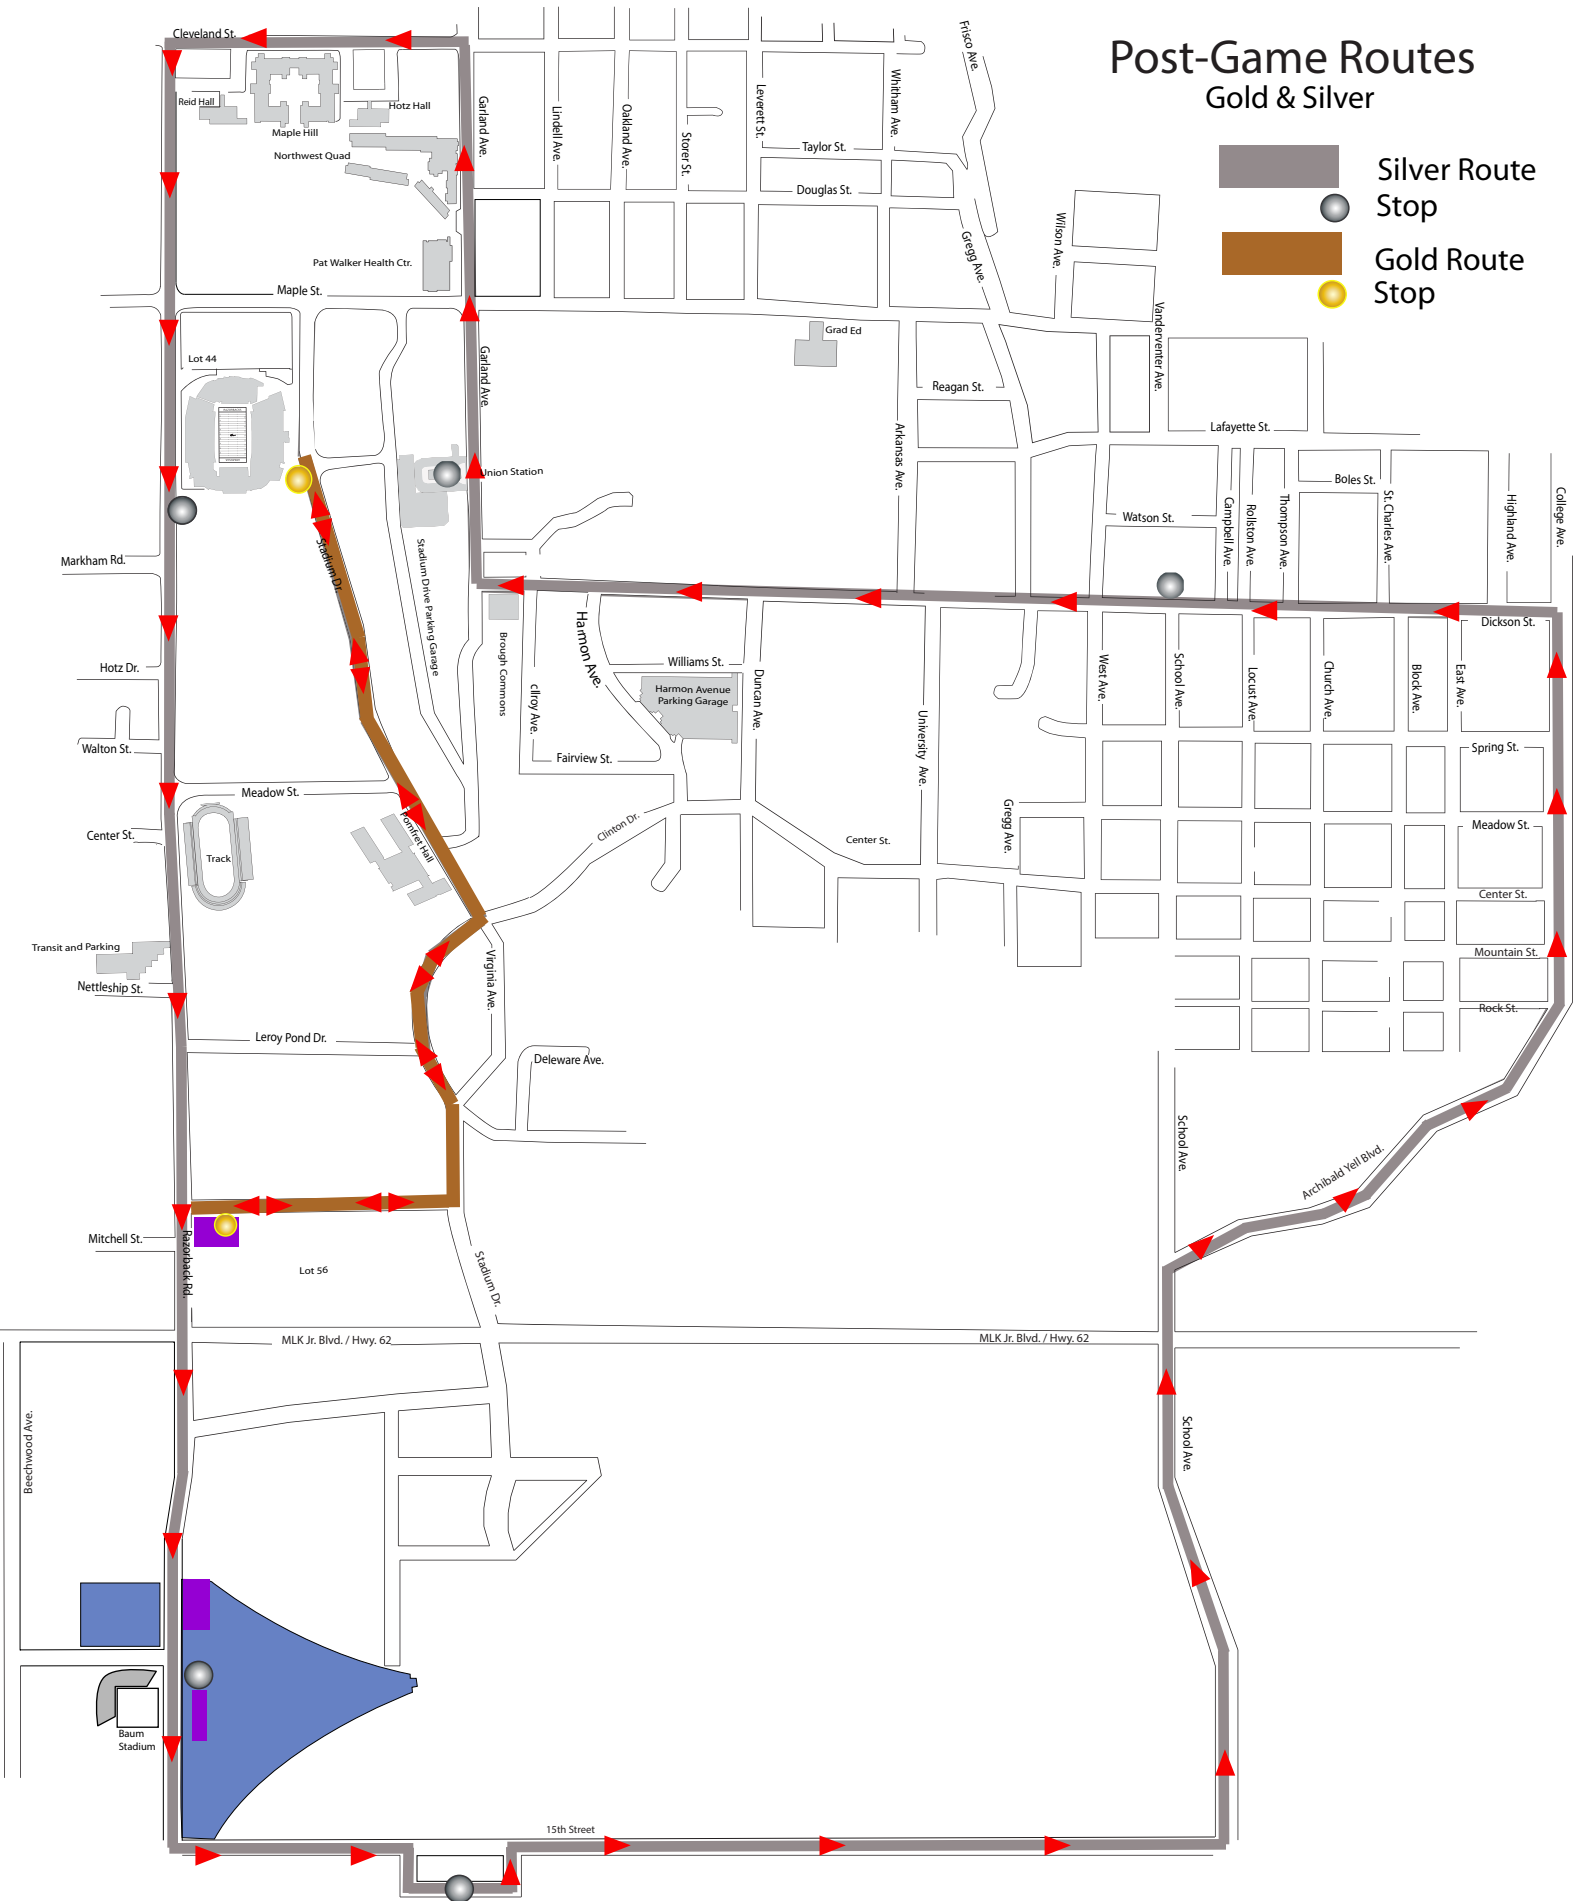 Post-Game Routes
Gold & Silver
Silver Route
Stop
Gold Route
Stop
Cleveland St.
Reid Hall
Hotz Hall
Maple Hill
Northwest Quad
Pat Walker Health Ctr.
Maple St.
Garland Ave.
Lindell Ave.
Oakland Ave.
Storer St.
Leverett St.
Whitham Ave.
Frisco Ave.
Taylor St.
Douglas St.
Gregg Ave.
Wilson Ave.
Vanderventer Ave.
Lot 44
Garland Ave.
Grad Ed
Reagan St.
Arkansas Ave.
Lafayette St.
Boles St.
Watson St.
Campbell Ave.
Rollston Ave.
Thompson Ave.
St. Charles Ave.
Highland Ave.
College Ave.
Union Station
Markham Rd.
Stadium Dr.
Stadium Drive Parking Garage
Brough Commons
cllroy Ave.
Harmon Ave.
Williams St.
Harmon Avenue
Parking Garage
Duncan Ave.
University Ave.
West Ave.
School Ave.
Locust Ave.
Church Ave.
Block Ave.
East Ave.
Dickson St.
Hotz Dr.
Walton St.
Fairview St.
Spring St.
Meadow St.
Center St.
Pomfret Hall
Clinton Dr.
Center St.
Gregg Ave.
Meadow St.
Track
Center St.
Transit and Parking
Mountain St.
Nettleship St.
Virginia Ave.
Rock St.
Leroy Pond Dr.
Deleware Ave.
School Ave.
Archibald Yell Blvd.
Mitchell St.
Razorback Rd.
Lot 56
Stadium Dr.
MLK Jr. Blvd. / Hwy. 62
MLK Jr. Blvd. / Hwy. 62
Beechwood Ave.
School Ave.
Baum
Stadium
15th Street